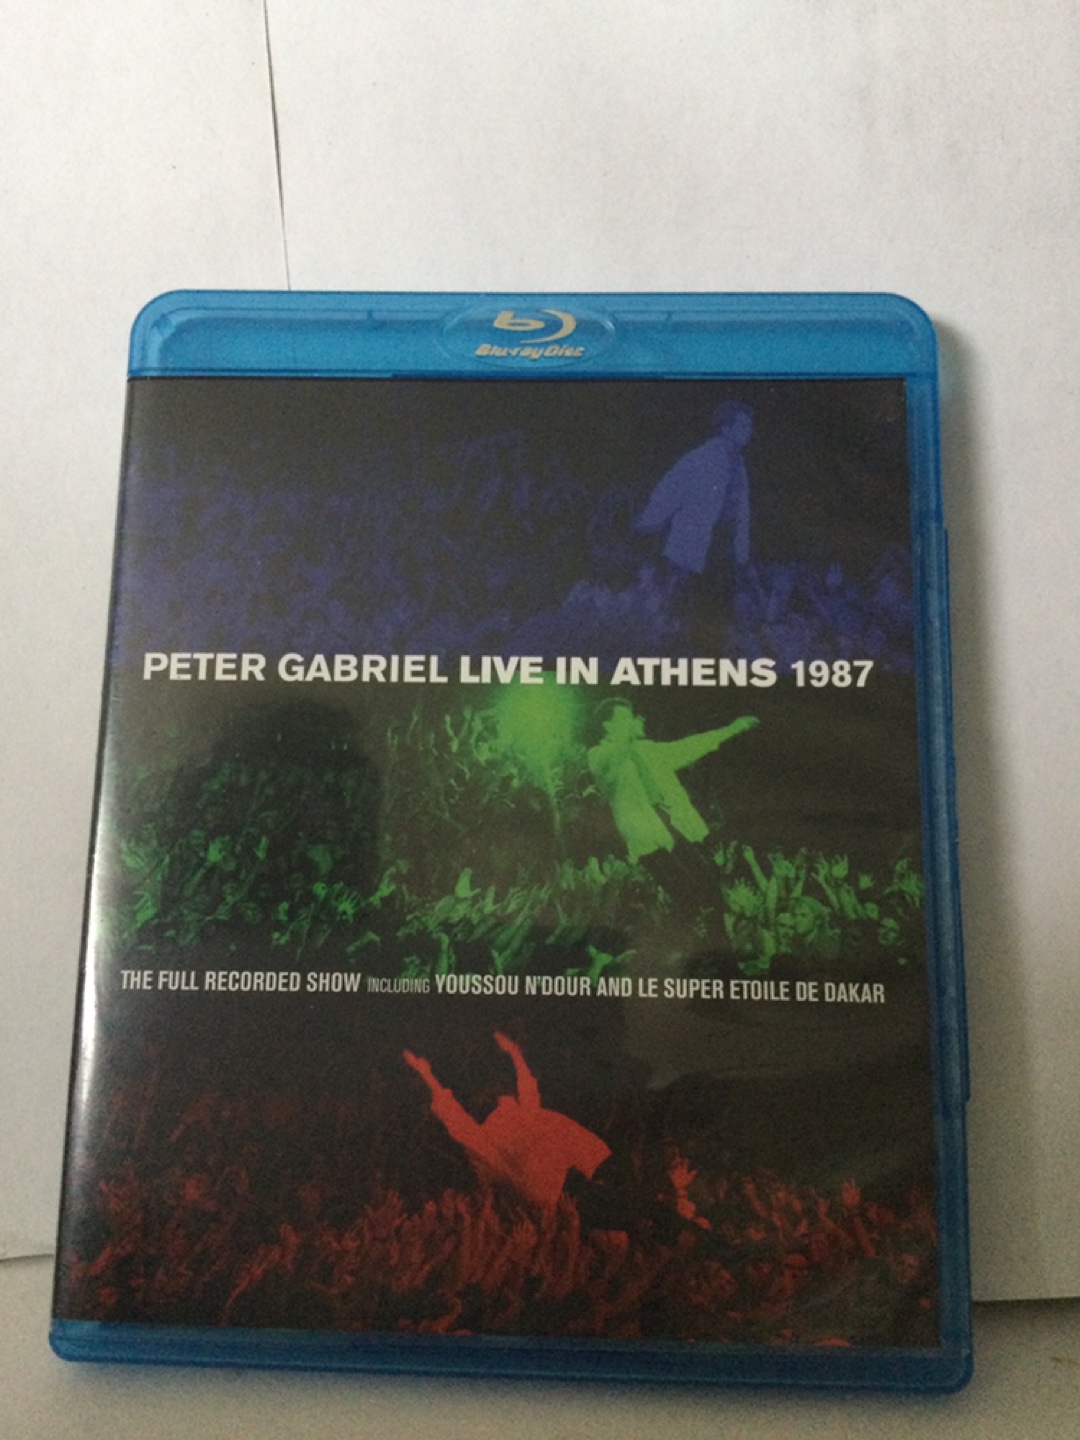 Blu-ray Disc
PETER GABRIEL LIVE IN ATHENS 1987
THE FULL RECORDED SHOW INCLUDING YOUSSOU N'DOUR AND LE SUPER ETOILE DE DAKAR